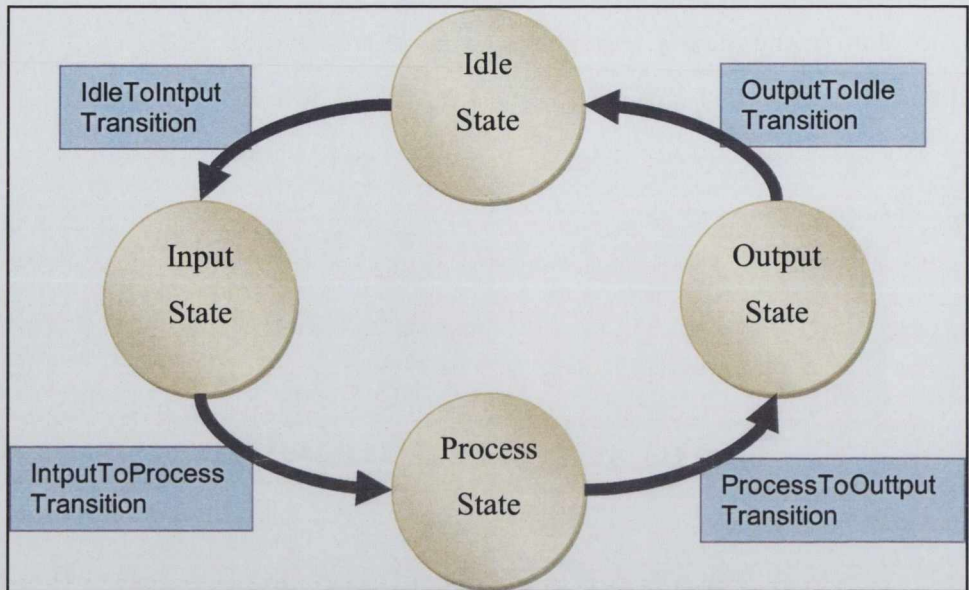 Idle
State
IdleToIntput
Transition
OutputToIdle
Transition
Input
State
Output
State
Process
State
IntputToProcess
Transition
ProcessToOuttput
Transition